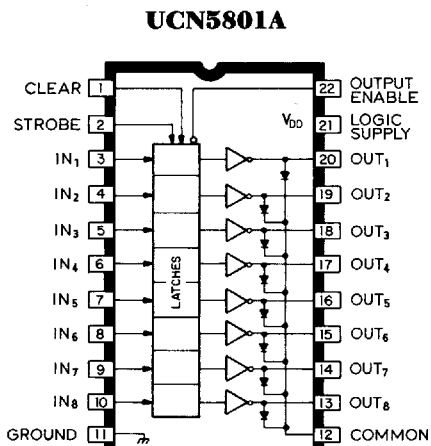 UCN5801A
CLEAR 1
22 OUTPUT ENABLE
STROBE 2
V_DD 21 LOGIC SUPPLY
IN₁ 3
20 OUT₁
IN₂ 4
19 OUT₂
IN₃ 5
18 OUT₃
IN₄ 6
17 OUT₄
IN₅ 7
16 OUT₅
IN₆ 8
15 OUT₆
IN₇ 9
14 OUT₇
IN₈ 10
13 OUT₈
GROUND 11
12 COMMON
LATCHES